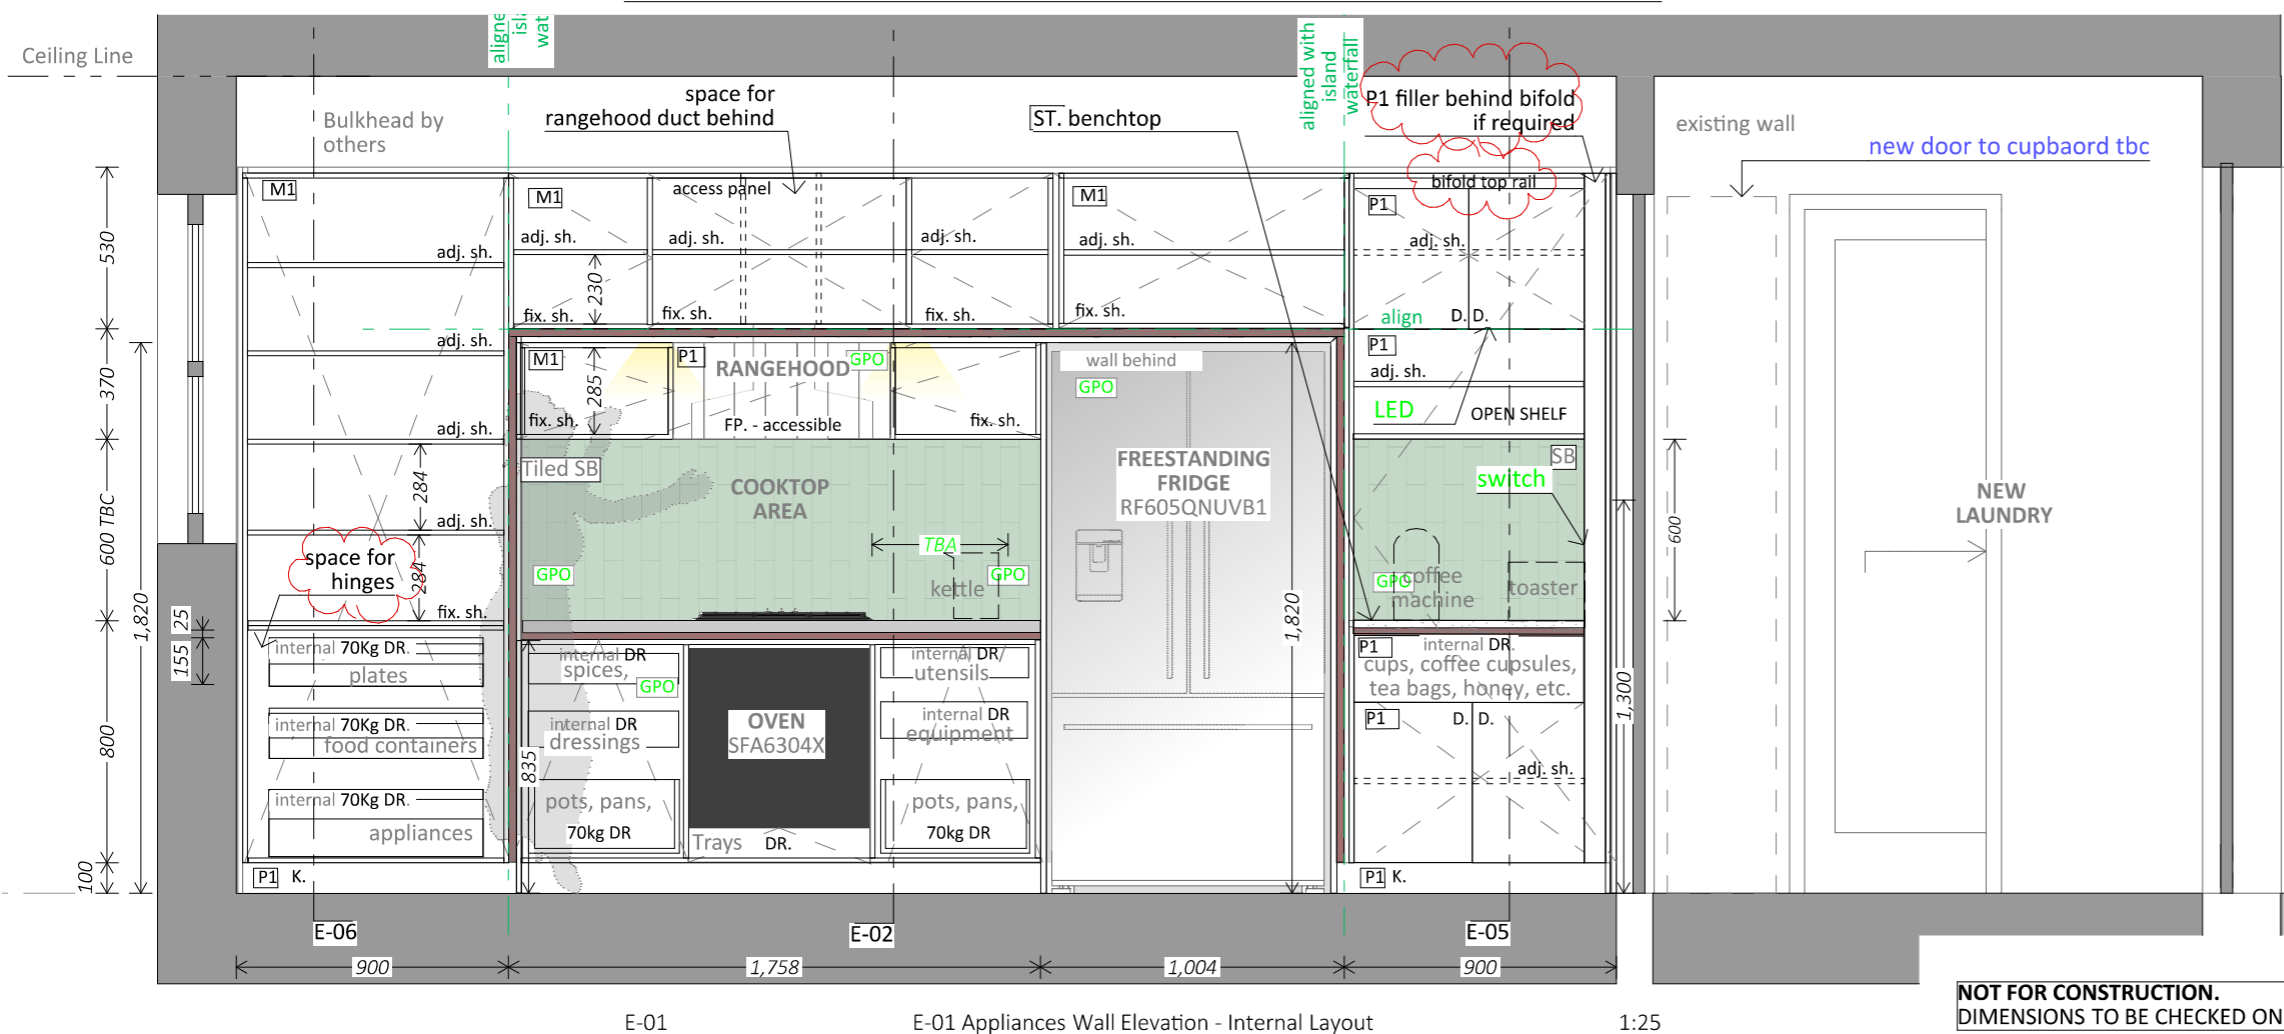 Ceiling Line
aligned with
island
waterfall
Bulkhead by
others
space for
rangehood duct behind
ST. benchtop
P1 filler behind bifold
if required
existing wall
new door to cupbaord tbc
bifold top rail
M1
M1
access panel
M1
P1
adj. sh.
adj. sh.
adj. sh.
adj. sh.
adj. sh.
adj. sh.
530
230
fix. sh.
fix. sh.
fix. sh.
fix. sh.
align
D.
D.
adj. sh.
M1
285
P1
RANGEHOOD
GPO
wall behind
GPO
P1
adj. sh.
370
fix. sh.
FP. - accessible
fix. sh.
LED
OPEN SHELF
adj. sh.
Tiled SB
COOKTOP
AREA
FREESTANDING
FRIDGE
RF605QNUVB1
SB
switch
NEW
LAUNDRY
284
600 TBC
adj. sh.
600
space for
hinges
284
TBA
GPO
GPO
kettle
GPO
coffee
machine
toaster
fix. sh.
1,820
25
155
1,820
internal 70Kg DR.
plates
internal DR
spices,
GPO
internal DR
utensils
P1
internal DR.
cups, coffee cupsules,
tea bags, honey, etc.
1,300
internal 70Kg DR.
food containers
internal DR
dressings
OVEN
SFA6304X
internal DR
equipment
P1
D.
D.
800
835
adj. sh.
internal 70Kg DR.
appliances
pots, pans,
70kg DR
Trays
DR.
pots, pans,
70kg DR
100
P1
K.
P1
K.
E-06
E-02
E-05
900
1,758
1,004
900
E-01
E-01 Appliances Wall Elevation - Internal Layout
1:25
NOT FOR CONSTRUCTION.
DIMENSIONS TO BE CHECKED ON